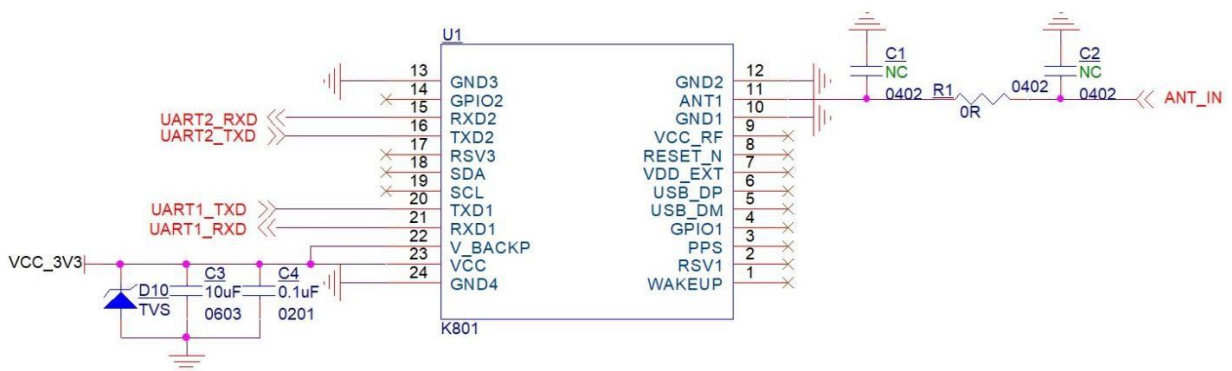 U1
13 GND3
14 GPIO2
15 RXD2
16 TXD2
17 RSV3
18 SDA
19 SCL
20 TXD1
21 RXD1
22 V_BACKP
23 VCC
24 GND4
UART2_RXD
UART2_TXD
UART1_TXD
UART1_RXD
VCC_3V3
D10
TVS
C3
10uF
0603
C4
0.1uF
0201
K801
GND2 12
ANT1 11
GND1 10
VCC_RF 9
RESET_N 8
VDD_EXT 7
USB_DP 6
USB_DM 5
GPIO1 4
PPS 3
RSV1 2
WAKEUP 1
C1
NC
0402
R1
0402
0R
C2
NC
0402
ANT_IN